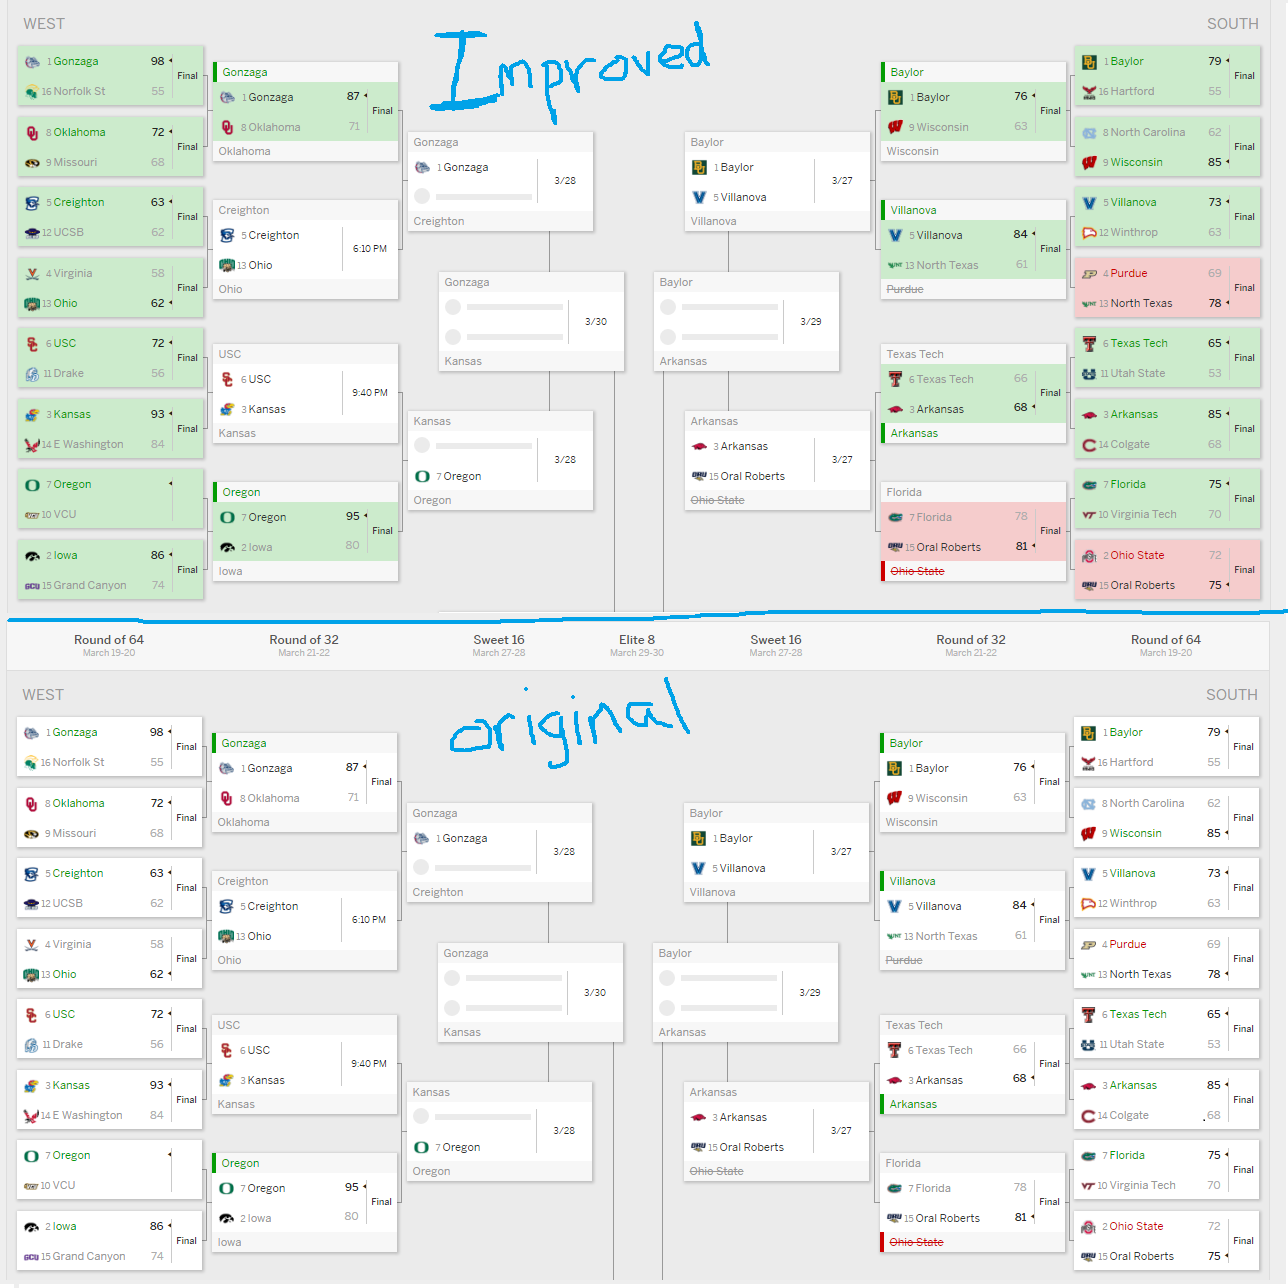 WEST
SOUTH
Improved
1 Gonzaga 98
16 Norfolk St 55
Final
8 Oklahoma 72
9 Missouri 68
Final
5 Creighton 63
12 UCSB 62
Final
4 Virginia 58
13 Ohio 62
Final
6 USC 72
11 Drake 56
Final
3 Kansas 93
14 E Washington 84
Final
7 Oregon
10 VCU
2 Iowa 86
15 Grand Canyon 74
Final
Gonzaga
1 Gonzaga 87
8 Oklahoma 71
Final
Oklahoma
Creighton
5 Creighton
13 Ohio
6:10 PM
Ohio
USC
6 USC
3 Kansas
9:40 PM
Kansas
Oregon
7 Oregon 95
2 Iowa 80
Final
Iowa
Gonzaga
1 Gonzaga
3/28
Creighton
Gonzaga
3/30
Kansas
Kansas
7 Oregon
3/28
Oregon
Baylor
1 Baylor
5 Villanova
3/27
Villanova
Baylor
3/29
Arkansas
Arkansas
3 Arkansas
15 Oral Roberts
3/27
Ohio State
Baylor
1 Baylor 76
9 Wisconsin 63
Final
Wisconsin
Villanova
5 Villanova 84
13 North Texas 61
Final
Purdue
Texas Tech
6 Texas Tech 66
3 Arkansas 68
Final
Arkansas
Florida
7 Florida 78
15 Oral Roberts 81
Final
Ohio State
1 Baylor 79
16 Hartford 55
Final
8 North Carolina 62
9 Wisconsin 85
Final
5 Villanova 73
12 Winthrop 63
Final
4 Purdue 69
13 North Texas 78
Final
6 Texas Tech 65
11 Utah State 53
Final
3 Arkansas 85
14 Colgate 68
Final
7 Florida 75
10 Virginia Tech 70
Final
2 Ohio State 72
15 Oral Roberts 75
Final
Round of 64
March 19-20
Round of 32
March 21-22
Sweet 16
March 27-28
Elite 8
March 29-30
Sweet 16
March 27-28
Round of 32
March 21-22
Round of 64
March 19-20
WEST
SOUTH
original
1 Gonzaga 98
16 Norfolk St 55
Final
8 Oklahoma 72
9 Missouri 68
Final
5 Creighton 63
12 UCSB 62
Final
4 Virginia 58
13 Ohio 62
Final
6 USC 72
11 Drake 56
Final
3 Kansas 93
14 E Washington 84
Final
7 Oregon
10 VCU
2 Iowa 86
15 Grand Canyon 74
Final
Gonzaga
1 Gonzaga 87
8 Oklahoma 71
Final
Oklahoma
Creighton
5 Creighton
13 Ohio
6:10 PM
Ohio
USC
6 USC
3 Kansas
9:40 PM
Kansas
Oregon
7 Oregon 95
2 Iowa 80
Final
Iowa
Gonzaga
1 Gonzaga
3/28
Creighton
Gonzaga
3/30
Kansas
Kansas
7 Oregon
3/28
Oregon
Baylor
1 Baylor
5 Villanova
3/27
Villanova
Baylor
3/29
Arkansas
Arkansas
3 Arkansas
15 Oral Roberts
3/27
Ohio State
Baylor
1 Baylor 76
9 Wisconsin 63
Final
Wisconsin
Villanova
5 Villanova 84
13 North Texas 61
Final
Purdue
Texas Tech
6 Texas Tech 66
3 Arkansas 68
Final
Arkansas
Florida
7 Florida 78
15 Oral Roberts 81
Final
Ohio State
1 Baylor 79
16 Hartford 55
Final
8 North Carolina 62
9 Wisconsin 85
Final
5 Villanova 73
12 Winthrop 63
Final
4 Purdue 69
13 North Texas 78
Final
6 Texas Tech 65
11 Utah State 53
Final
3 Arkansas 85
14 Colgate 68
Final
7 Florida 75
10 Virginia Tech 70
Final
2 Ohio State 72
15 Oral Roberts 75
Final